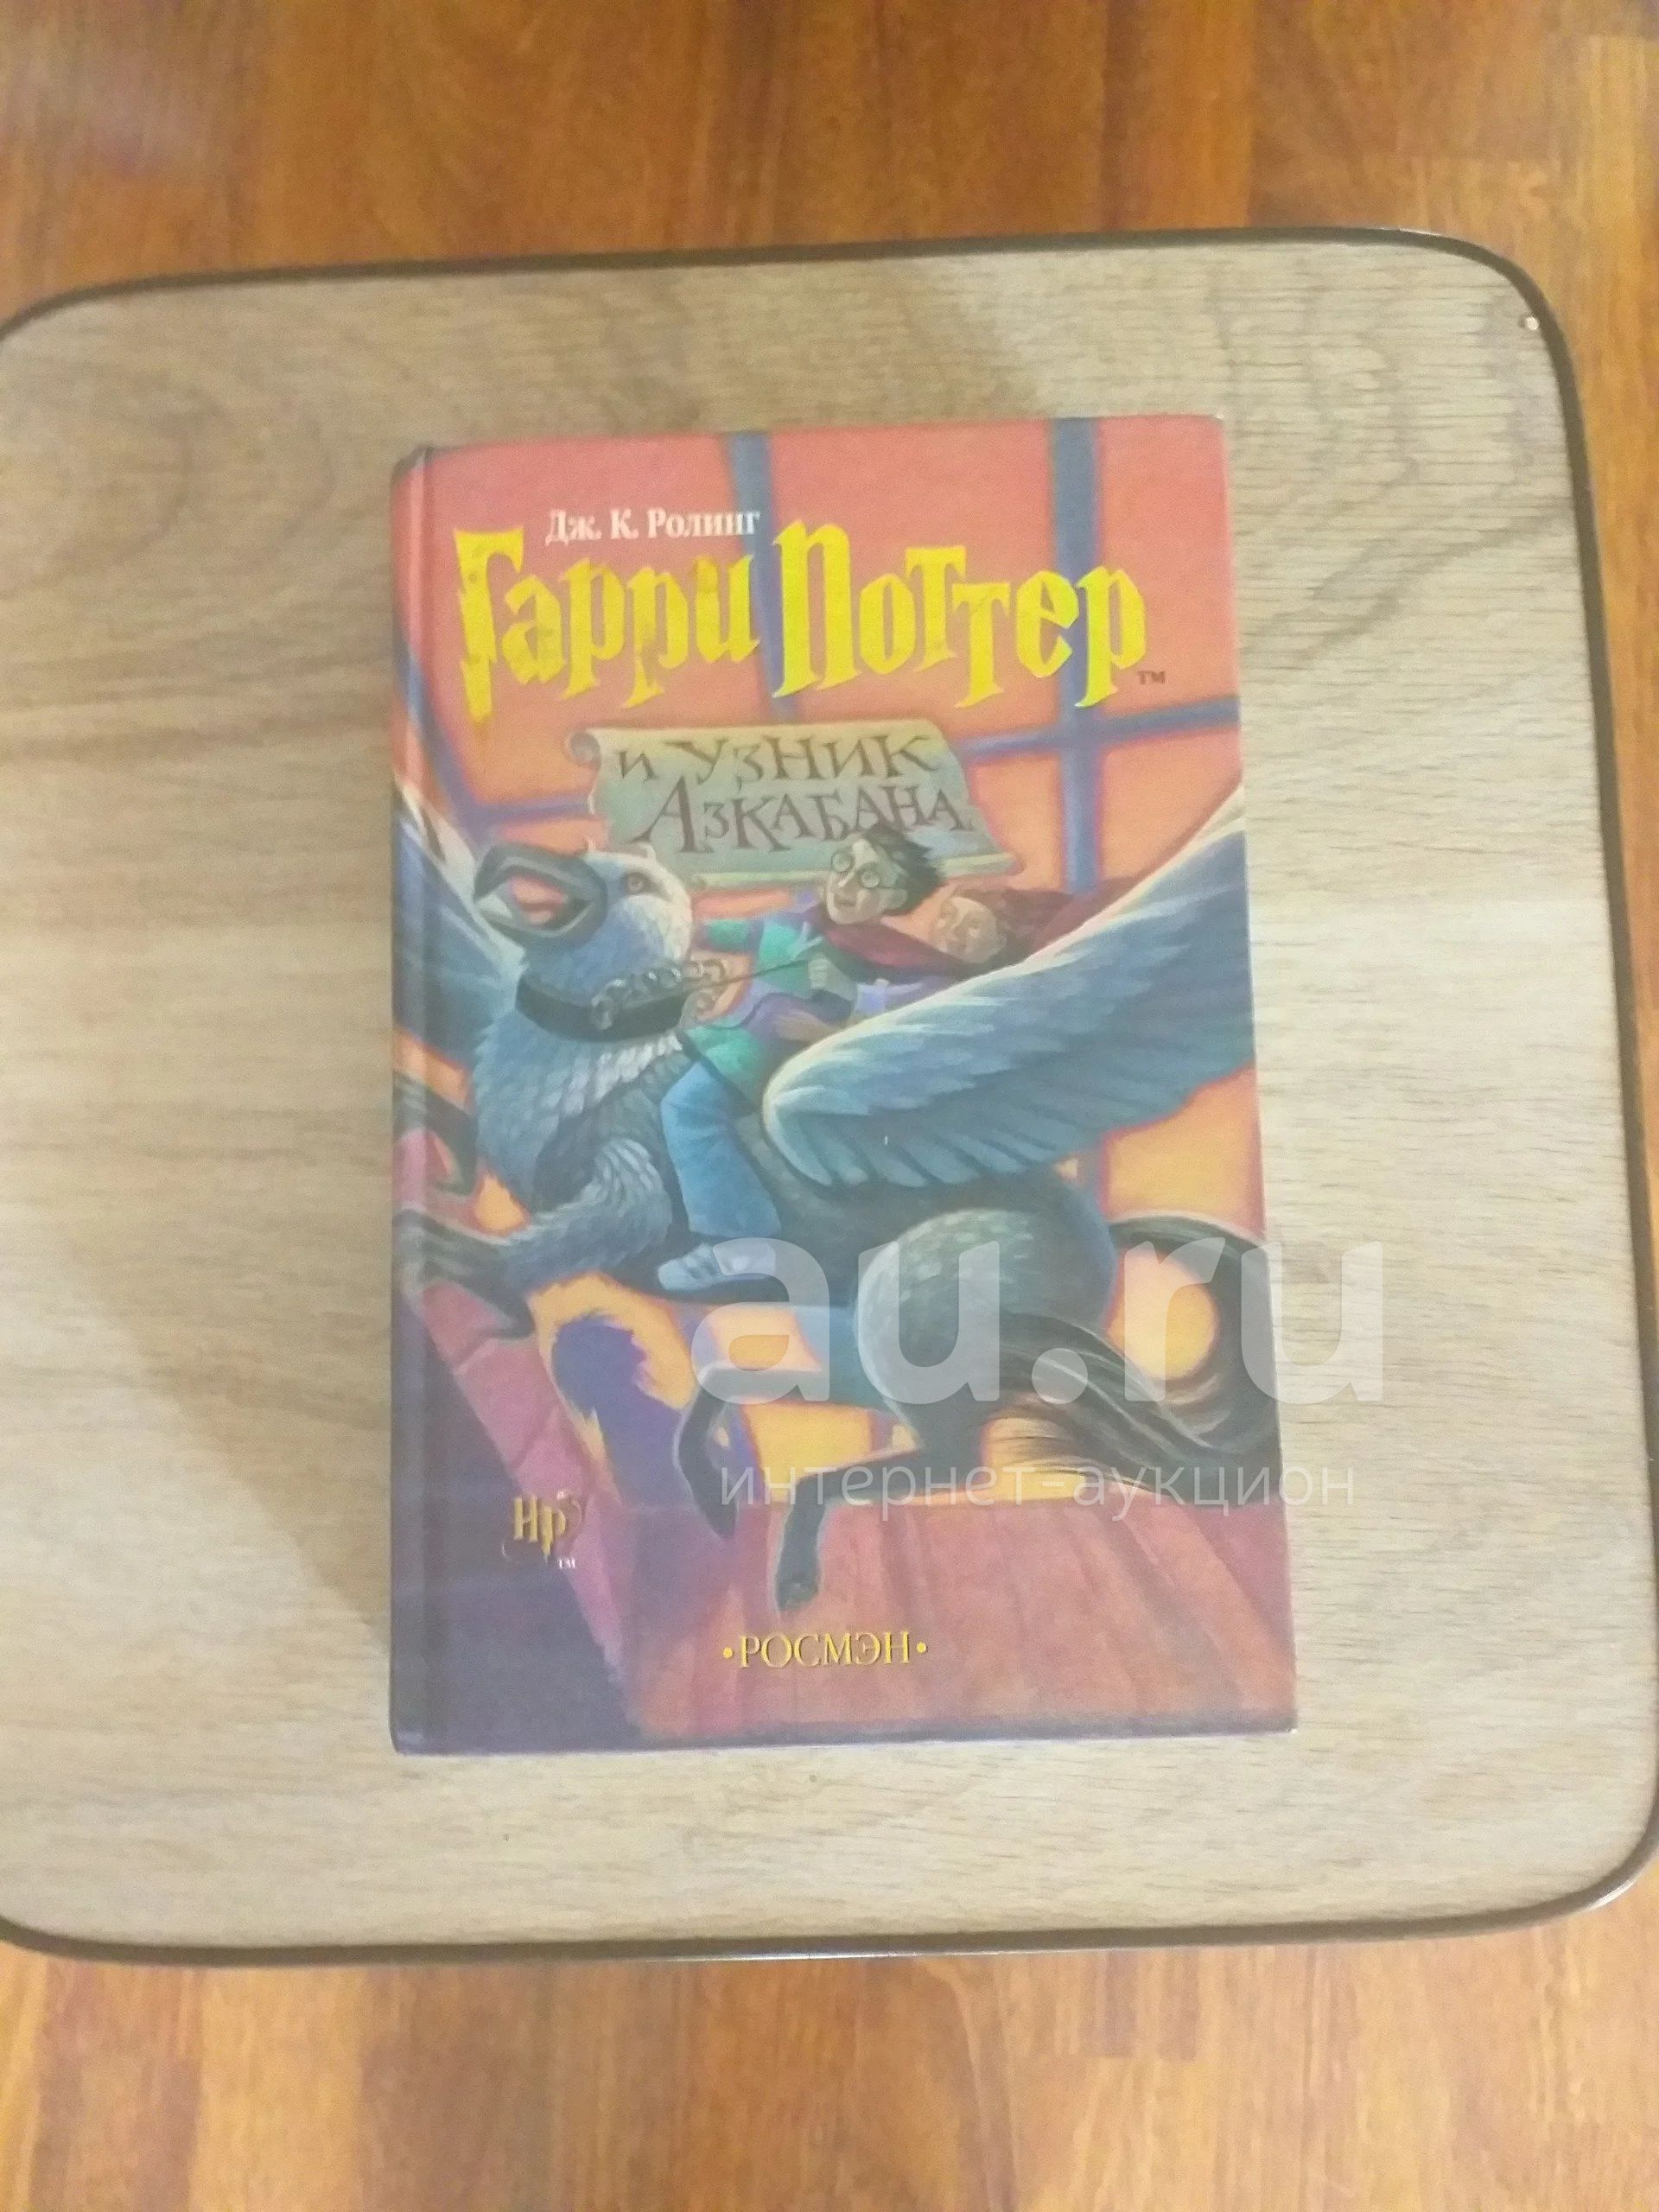 Дж. К. Ролинг
Гарри Поттер
TM
и узник
Азкабана
au.ru
интернет-аукцион
HP
TM
•РОСМЭН•